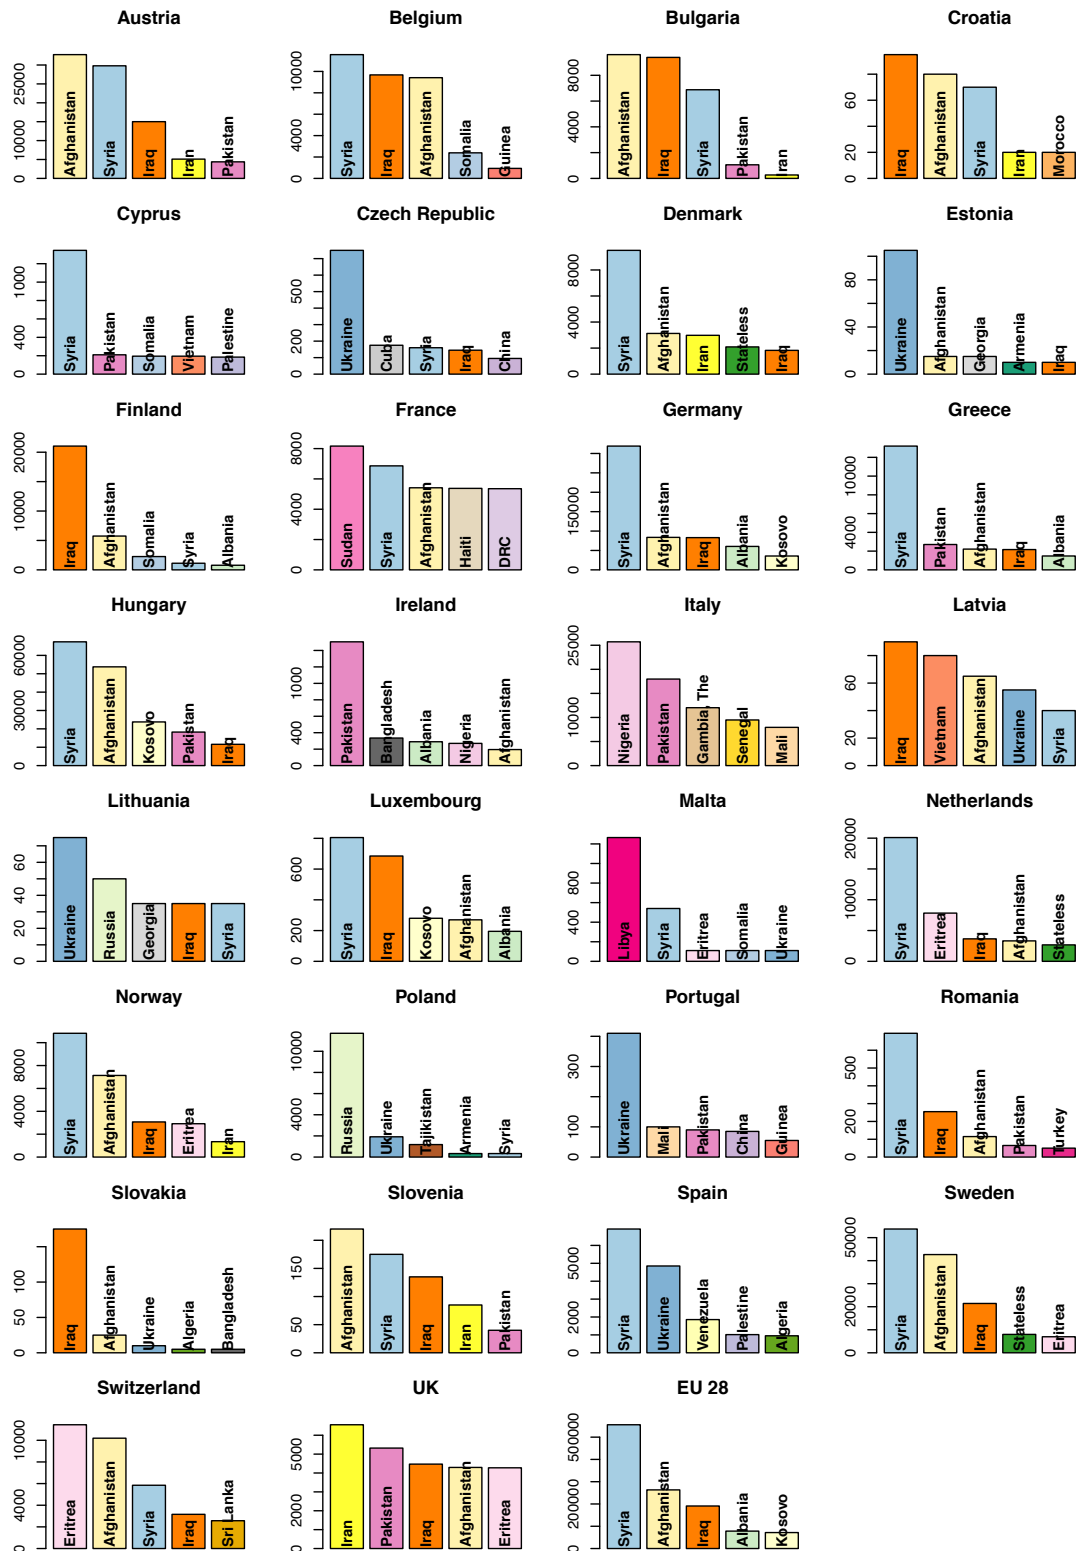 Austria
0 10000 25000
Afghanistan
Syria
Iraq
Iran
Pakistan
Belgium
0 4000 10000
Syria
Iraq
Afghanistan
Somalia
Guinea
Bulgaria
0 4000 8000
Afghanistan
Iraq
Syria
Pakistan
Iran
Croatia
0 20 60
Iraq
Afghanistan
Syria
Iran
Morocco
Cyprus
0 400 1000
Syria
Pakistan
Somalia
Vietnam
Palestine
Czech Republic
0 200 500
Ukraine
Cuba
Syria
Iraq
China
Denmark
0 4000 8000
Syria
Afghanistan
Iran
Stateless
Iraq
Estonia
0 40 80
Ukraine
Afghanistan
Georgia
Armenia
Iraq
Finland
0 10000 20000
Iraq
Afghanistan
Somalia
Syria
Albania
France
0 4000 8000
Sudan
Syria
Afghanistan
Haiti
DRC
Germany
0 150000
Syria
Afghanistan
Iraq
Albania
Kosovo
Greece
0 4000 10000
Syria
Pakistan
Afghanistan
Iraq
Albania
Hungary
0 30000 60000
Syria
Afghanistan
Kosovo
Pakistan
Iraq
Ireland
0 400 1000
Pakistan
Bangladesh
Albania
Nigeria
Afghanistan
Italy
0 10000 25000
Nigeria
Pakistan
Gambia, The
Senegal
Mali
Latvia
0 20 60
Iraq
Vietnam
Afghanistan
Ukraine
Syria
Lithuania
0 20 40 60
Ukraine
Russia
Georgia
Iraq
Syria
Luxembourg
0 200 600
Syria
Iraq
Kosovo
Afghanistan
Albania
Malta
0 400 800
Libya
Syria
Eritrea
Somalia
Ukraine
Netherlands
0 10000 20000
Syria
Eritrea
Iraq
Afghanistan
Stateless
Norway
0 4000 8000
Syria
Afghanistan
Iraq
Eritrea
Iran
Poland
0 4000 10000
Russia
Ukraine
Tajikistan
Armenia
Syria
Portugal
0 100 300
Ukraine
Mali
Pakistan
China
Guinea
Romania
0 200 500
Syria
Iraq
Afghanistan
Pakistan
Turkey
Slovakia
0 50 100
Iraq
Afghanistan
Ukraine
Algeria
Bangladesh
Slovenia
0 50 150
Afghanistan
Syria
Iraq
Iran
Pakistan
Spain
0 2000 5000
Syria
Ukraine
Venezuela
Palestine
Algeria
Sweden
0 20000 50000
Syria
Afghanistan
Iraq
Stateless
Eritrea
Switzerland
0 4000 10000
Eritrea
Afghanistan
Syria
Iraq
Sri Lanka
UK
0 2000 5000
Iran
Pakistan
Iraq
Afghanistan
Eritrea
EU 28
0 200000 500000
Syria
Afghanistan
Iraq
Albania
Kosovo